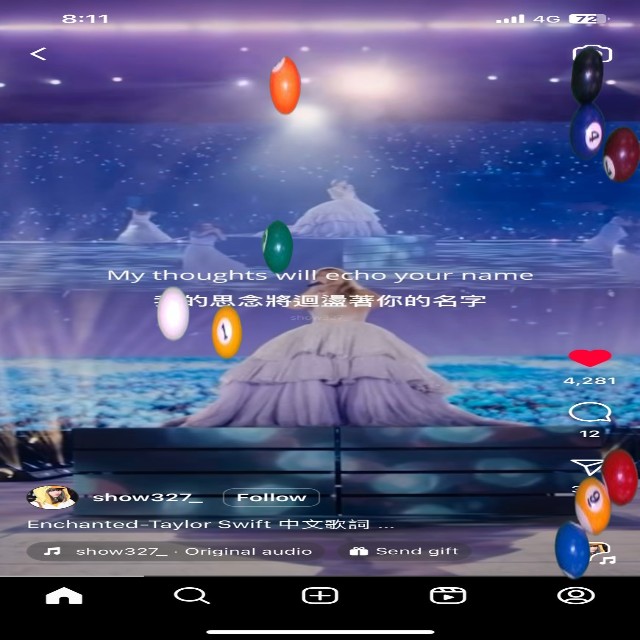 8:11
4G 72
My thoughts will echo your name
的思念將迴盪著你的名字
4,281
12
show327_ Follow
Enchanted-Taylor Swift 中文歌詞 ...
show327_ · Original audio Send gift
4
1